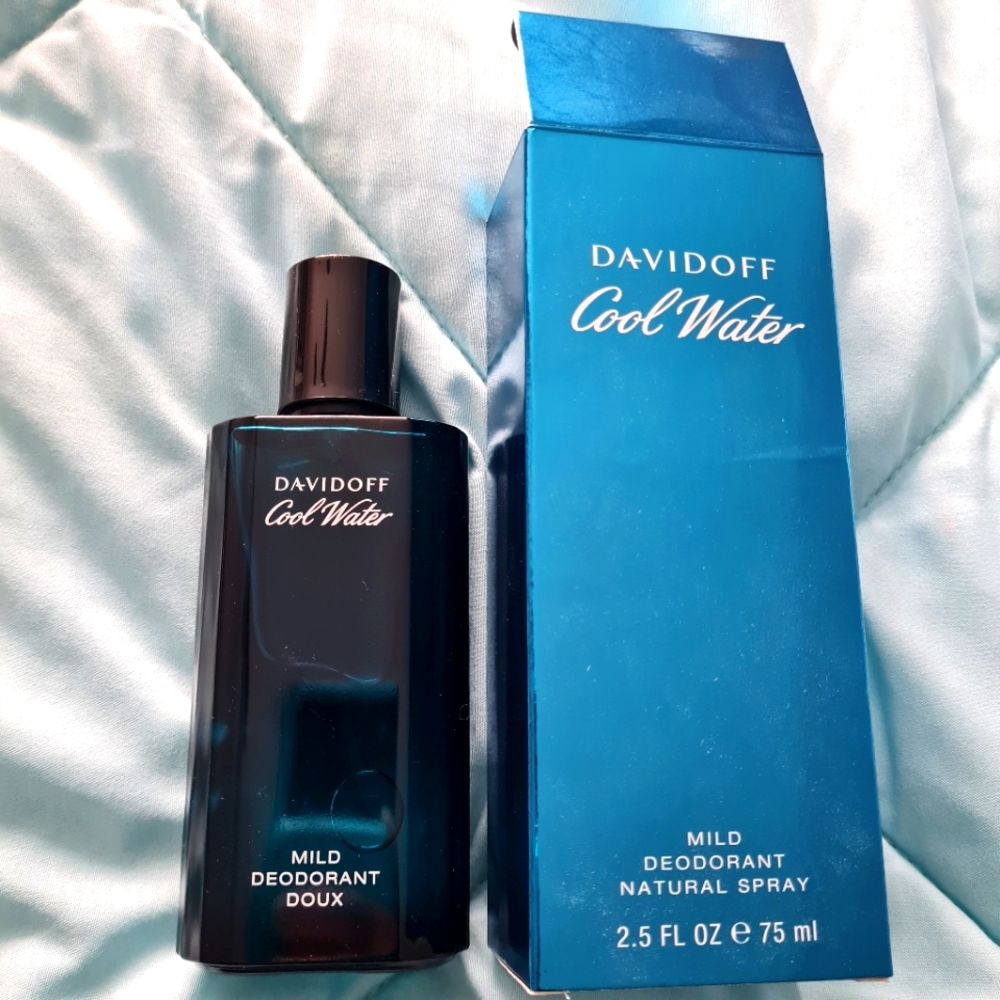 DAVIDOFF
Cool Water
MILD
DEODORANT
DOUX
DAVIDOFF
Cool Water
MILD
DEODORANT
NATURAL SPRAY
2.5 FL OZ ℮ 75 ml